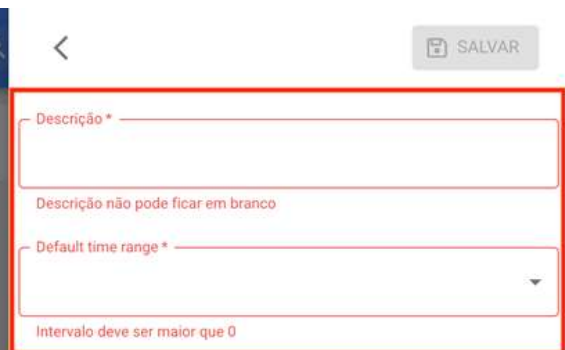 SALVAR
Descrição *
Descrição não pode ficar em branco
Default time range *
Intervalo deve ser maior que 0